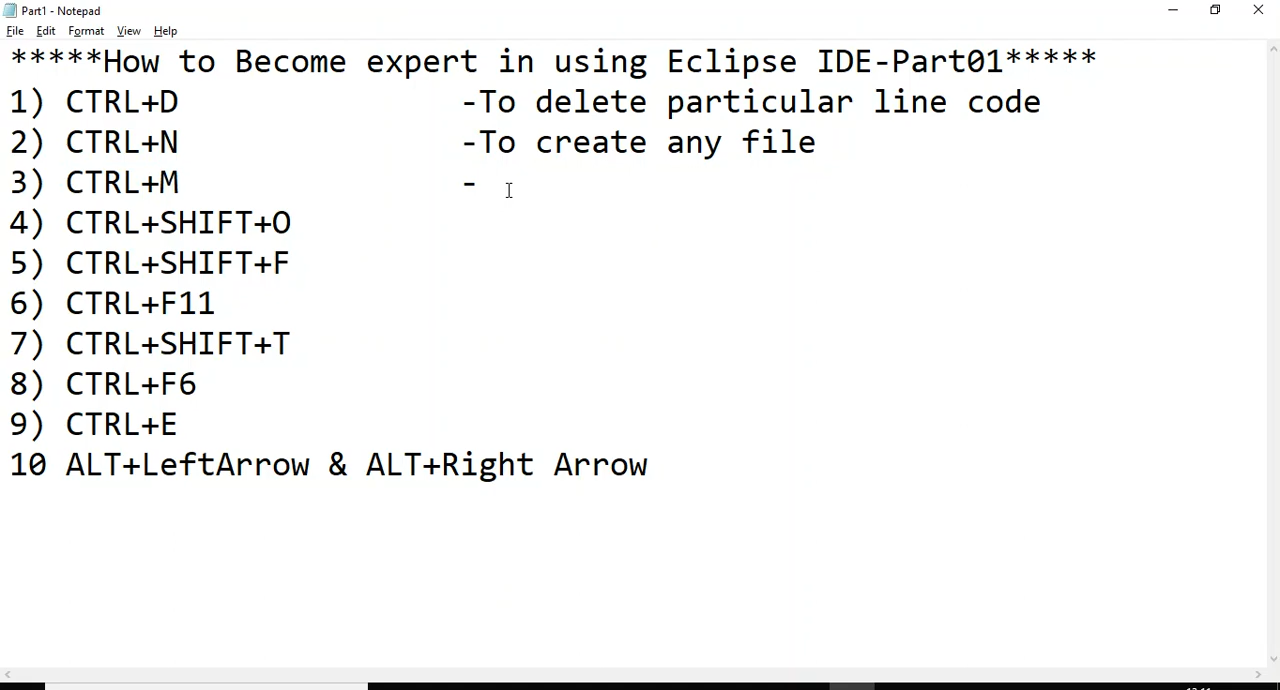 Part1 - Notepad
File Edit Format View Help
*****How to Become expert in using Eclipse IDE-Part01*****
1) CTRL+D -To delete particular line code
2) CTRL+N -To create any file
3) CTRL+M -
4) CTRL+SHIFT+O
5) CTRL+SHIFT+F
6) CTRL+F11
7) CTRL+SHIFT+T
8) CTRL+F6
9) CTRL+E
10 ALT+LeftArrow & ALT+Right Arrow